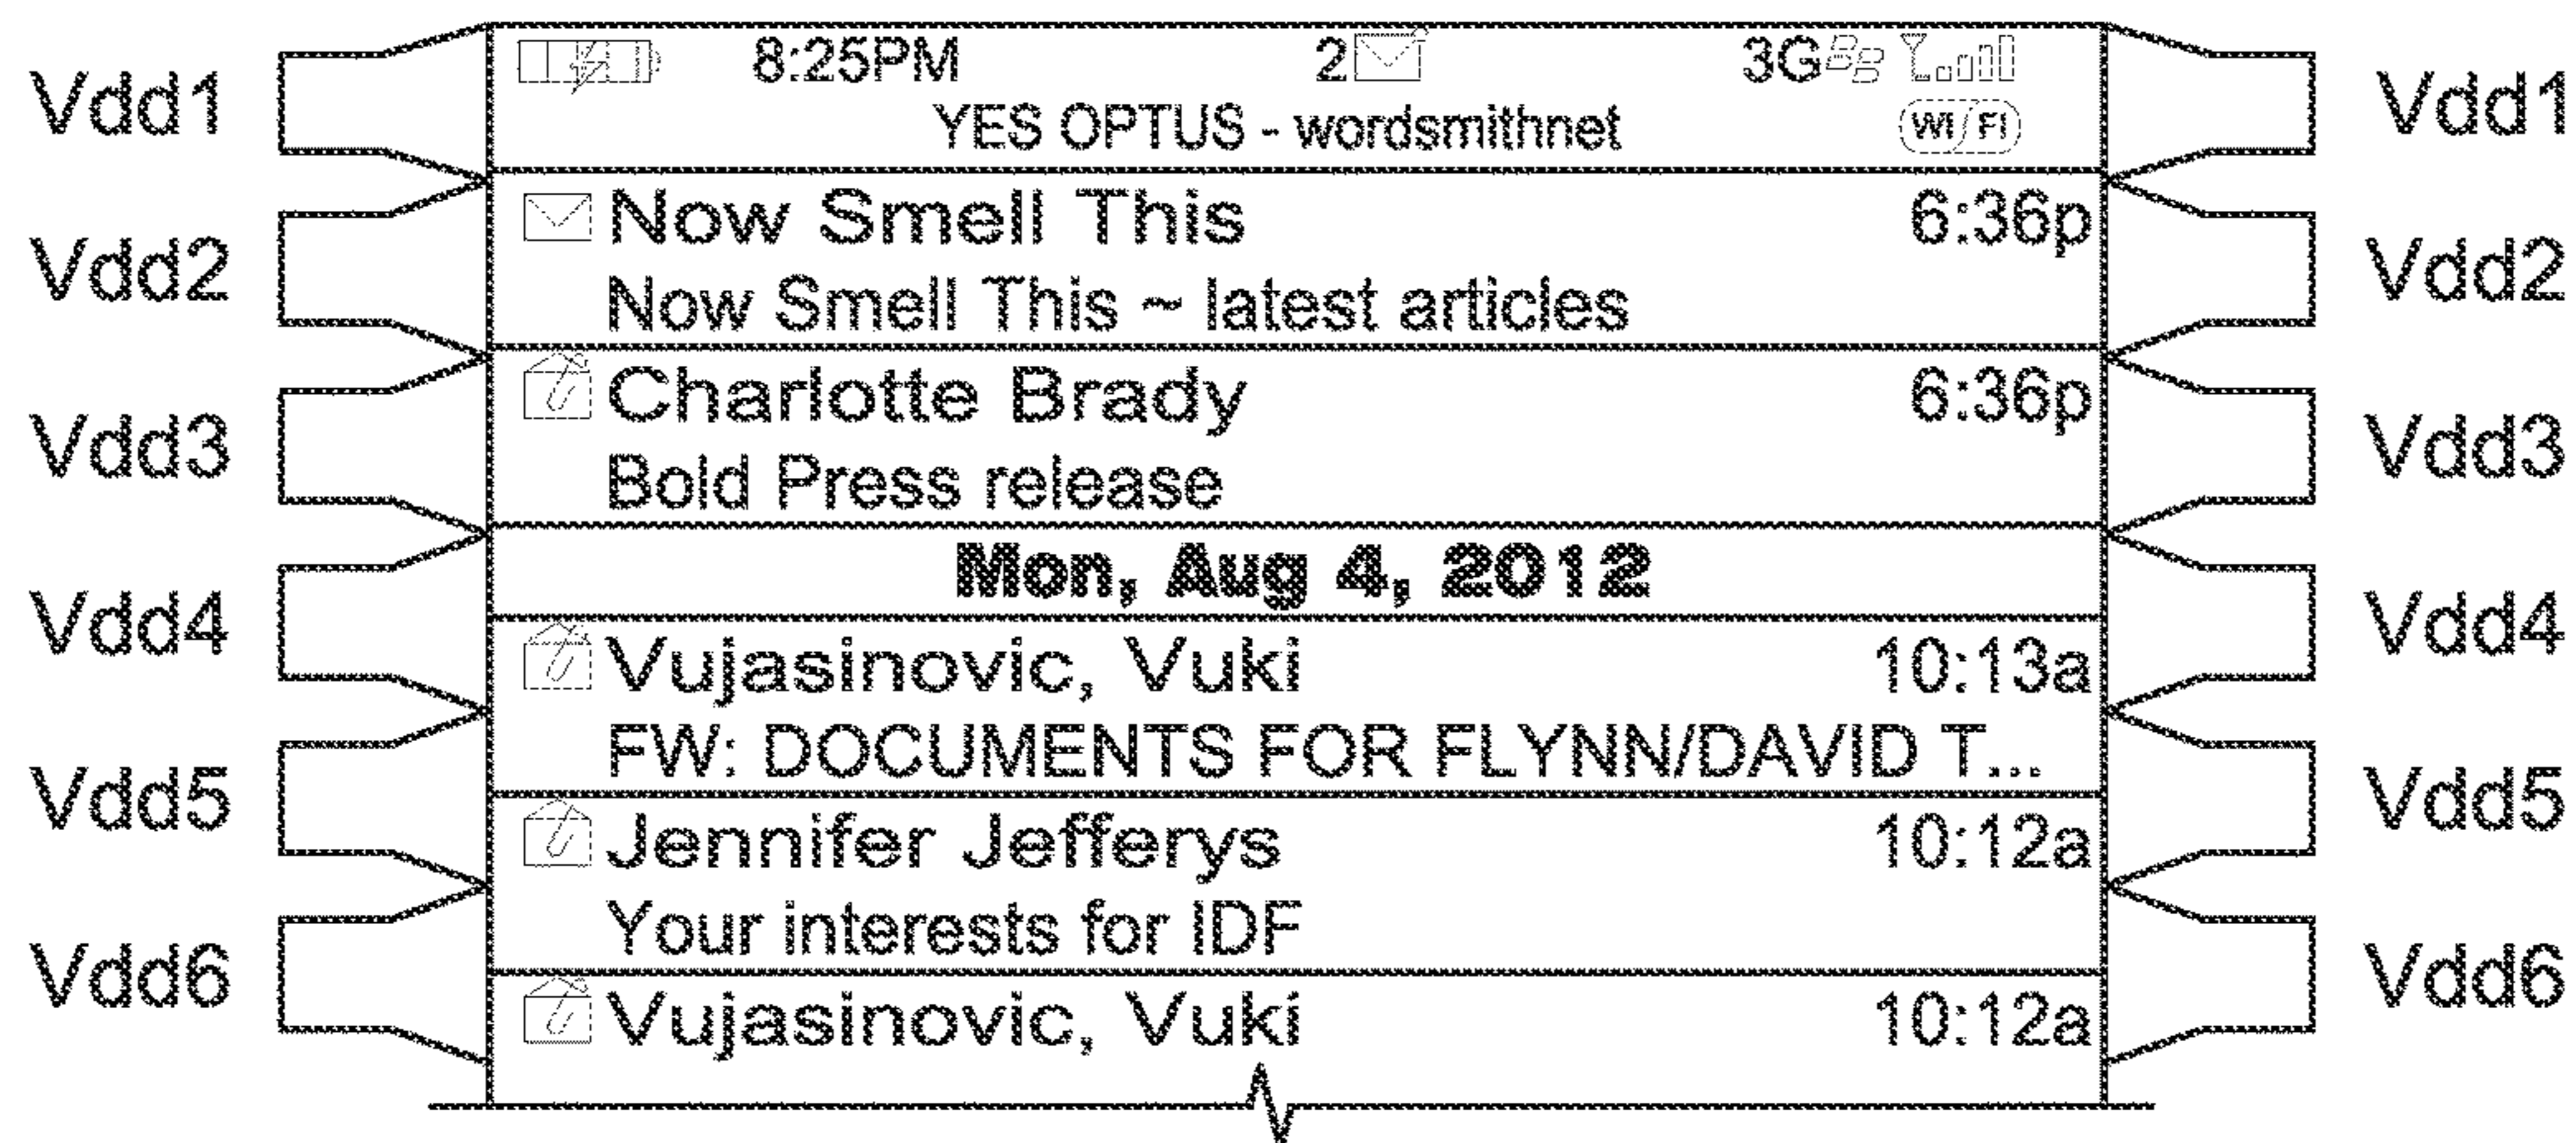 Vdd1 8:25PM 2 3G Vdd1
YES OPTUS - wordsmithnet WI/FI
Now Smell This 6:36p
Vdd2 Now Smell This ~ latest articles Vdd2
Charlotte Brady 6:36p
Vdd3 Bold Press release Vdd3
Mon, Aug 4, 2012
Vdd4 Vujasinovic, Vuki 10:13a Vdd4
FW: DOCUMENTS FOR FLYNN/DAVID T...
Vdd5 Jennifer Jefferys 10:12a Vdd5
Your interests for IDF
Vdd6 Vujasinovic, Vuki 10:12a Vdd6